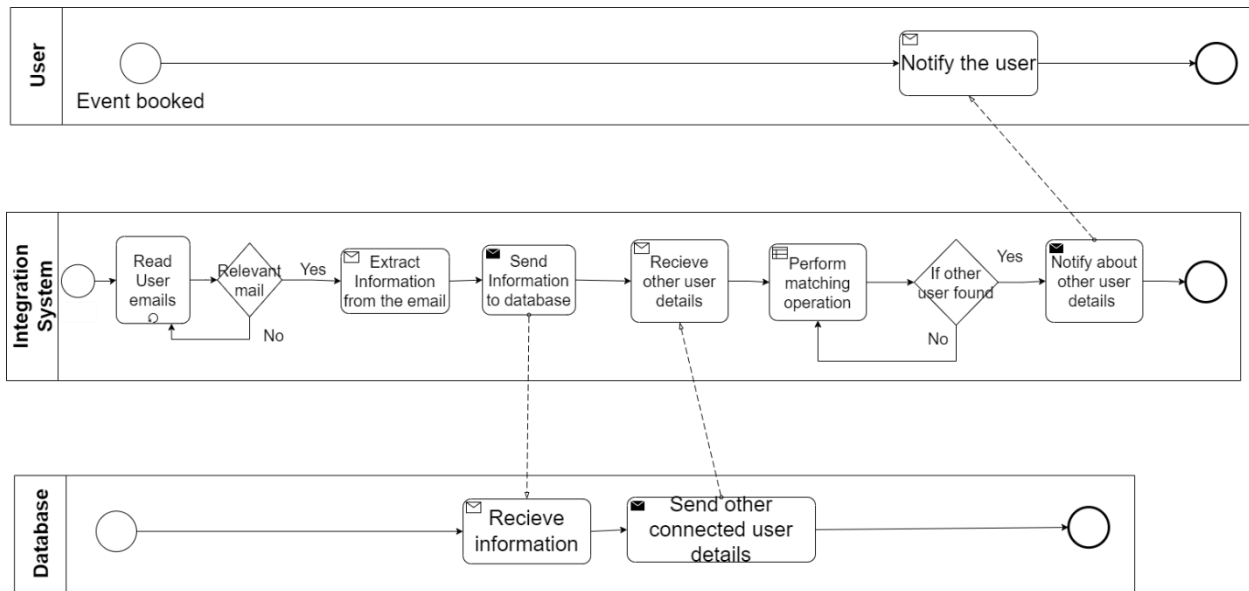 User
Event booked
Notify the user
Integration
System
Read
User
emails
Relevant
mail
Yes
No
Extract
Information
from the email
Send
Information
to database
Recieve
other user
details
Perform
matching
operation
If other
user found
Yes
No
Notify about
other user
details
Database
Recieve
information
Send other
connected user
details